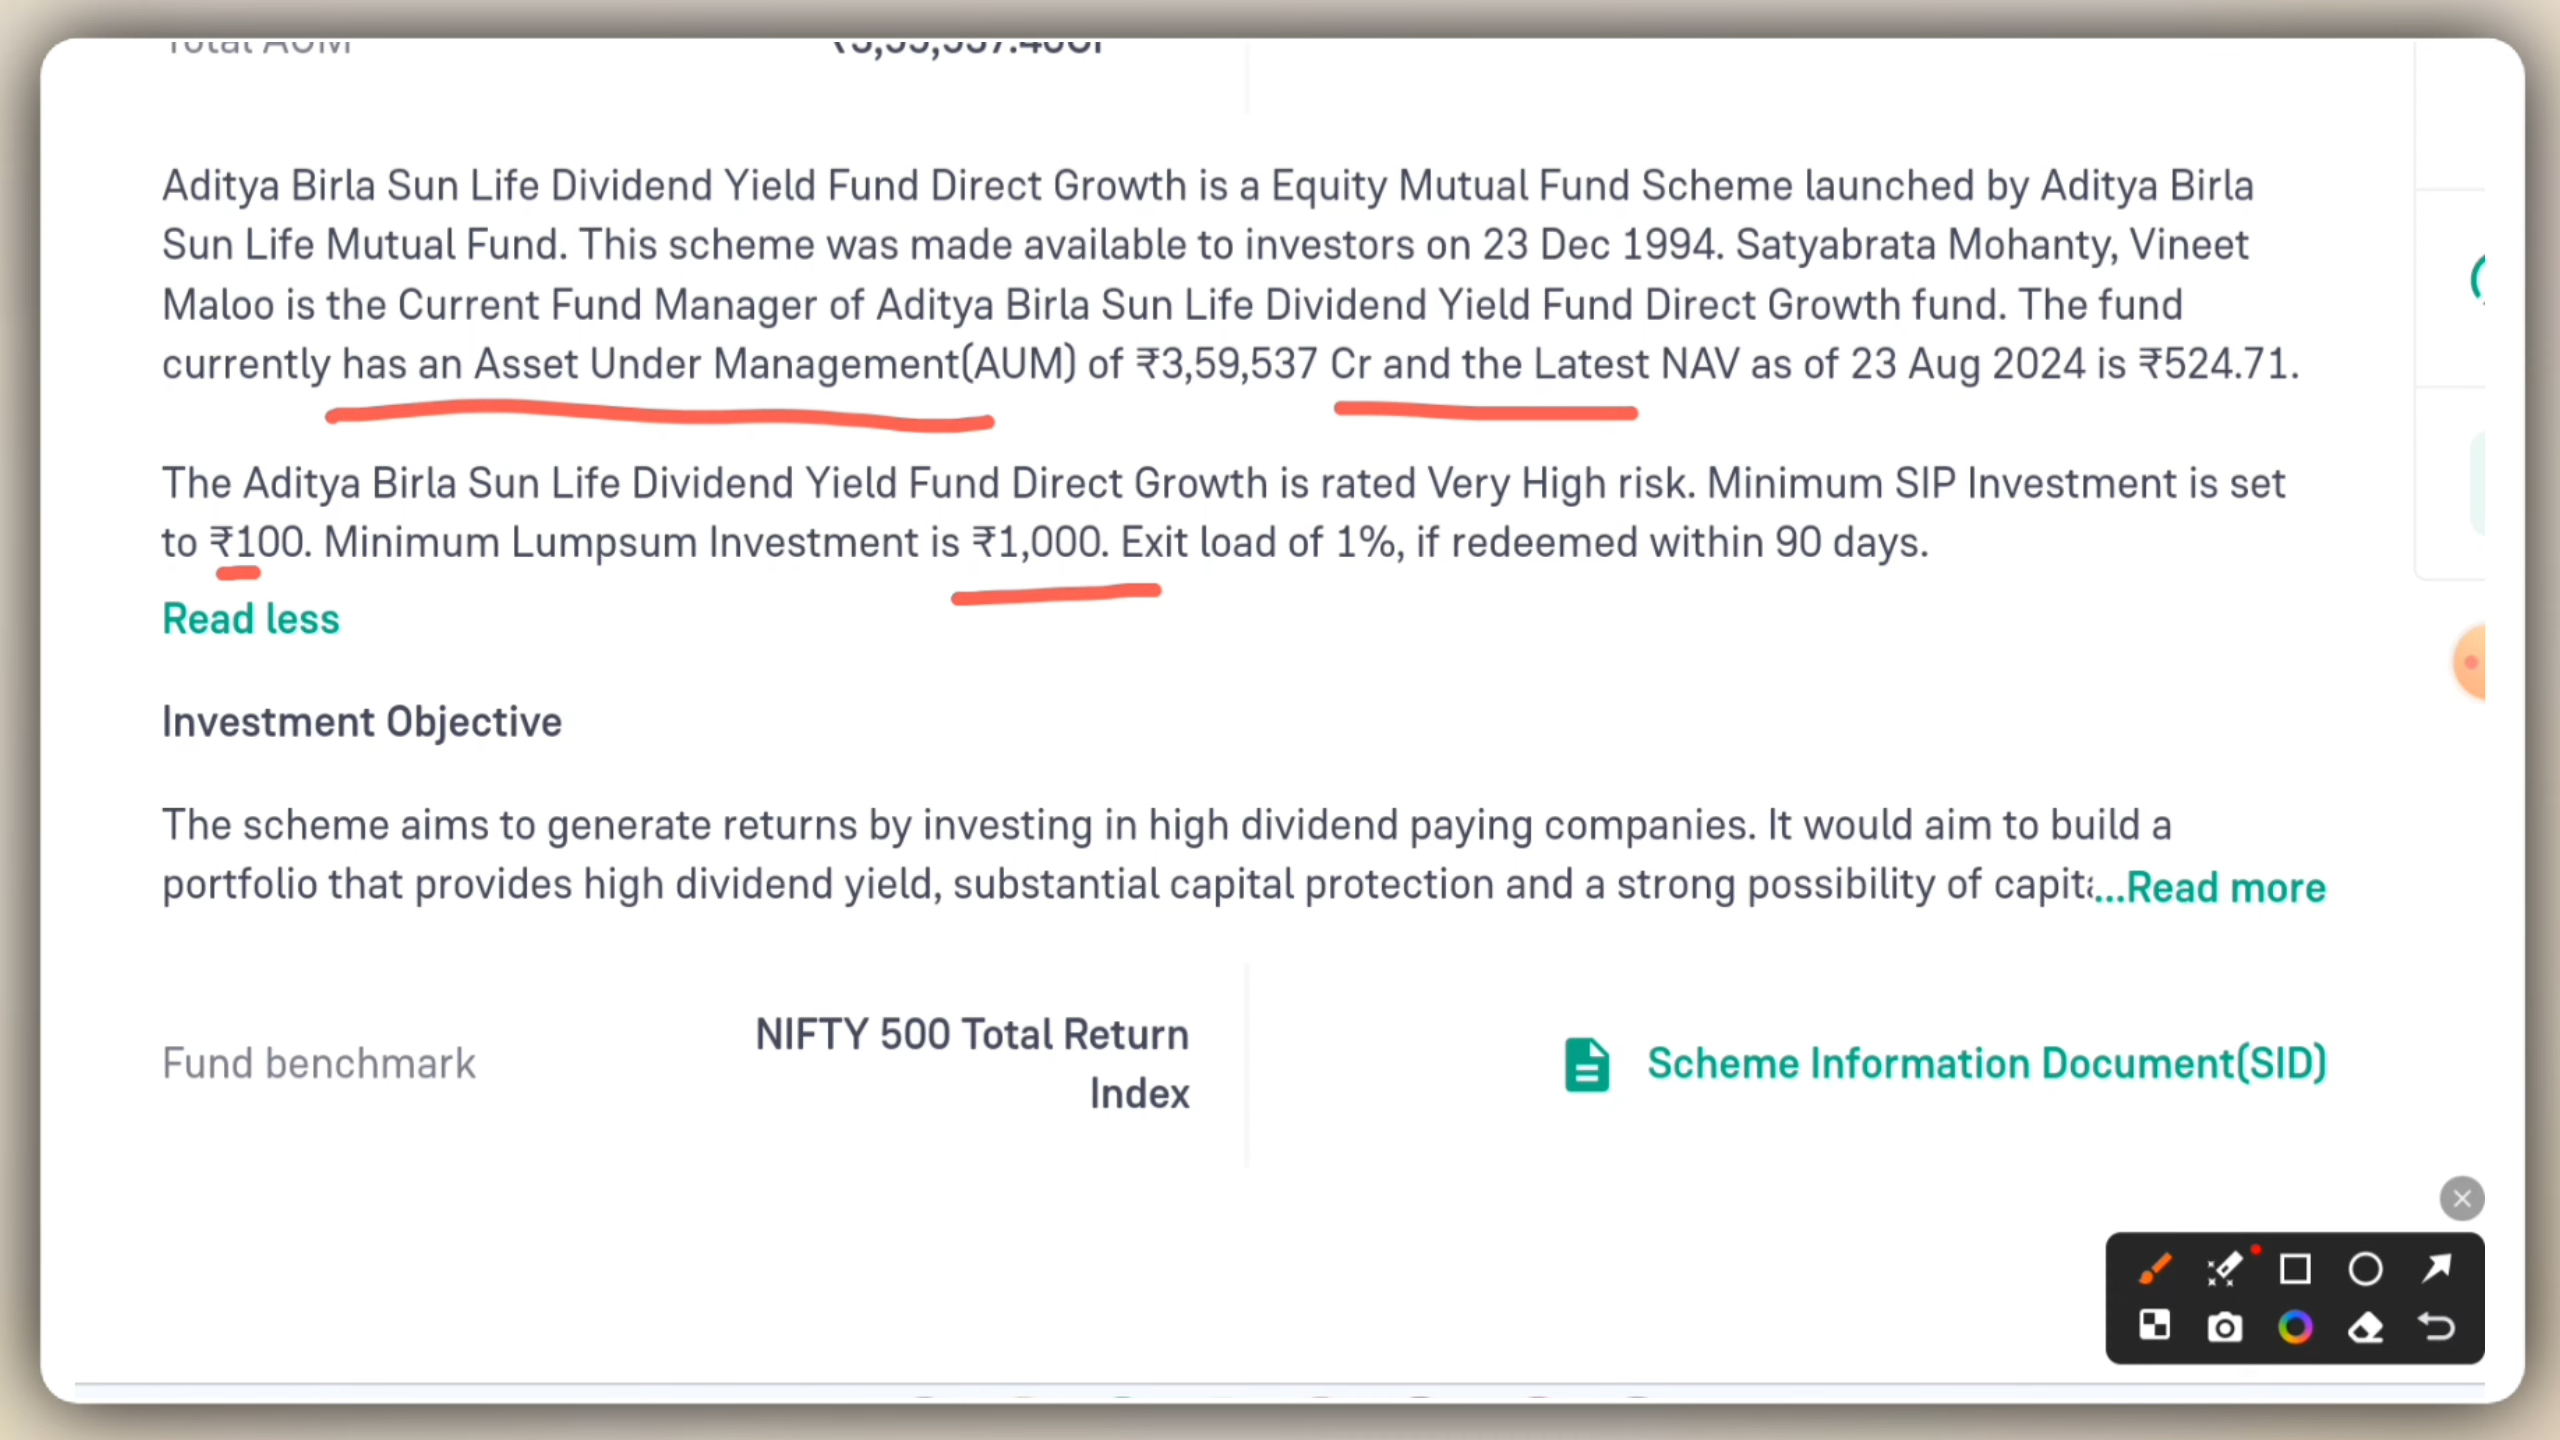 Total AUM
Aditya Birla Sun Life Dividend Yield Fund Direct Growth is a Equity Mutual Fund Scheme launched by Aditya Birla
Sun Life Mutual Fund. This scheme was made available to investors on 23 Dec 1994. Satyabrata Mohanty, Vineet
Maloo is the Current Fund Manager of Aditya Birla Sun Life Dividend Yield Fund Direct Growth fund. The fund
currently has an Asset Under Management(AUM) of ₹3,59,537 Cr and the Latest NAV as of 23 Aug 2024 is ₹524.71.
The Aditya Birla Sun Life Dividend Yield Fund Direct Growth is rated Very High risk. Minimum SIP Investment is set
to ₹100. Minimum Lumpsum Investment is ₹1,000. Exit load of 1%, if redeemed within 90 days.
Read less
Investment Objective
The scheme aims to generate returns by investing in high dividend paying companies. It would aim to build a
portfolio that provides high dividend yield, substantial capital protection and a strong possibility of capit...Read more
Fund benchmark
NIFTY 500 Total Return
Index
Scheme Information Document(SID)